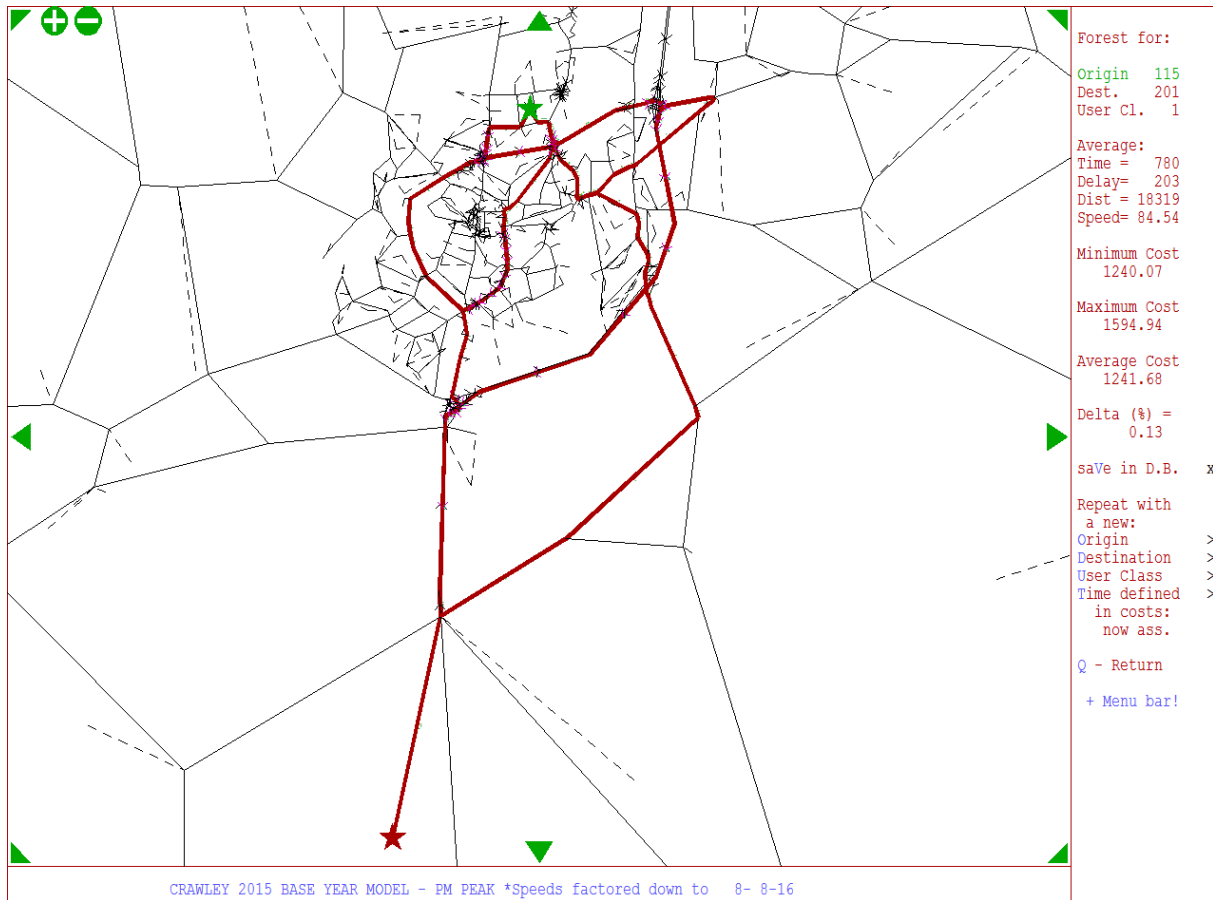 Forest for:
Origin 115
Dest. 201
User Cl. 1
Average:
Time = 780
Delay= 203
Dist = 18319
Speed= 84.54
Minimum Cost
1240.07
Maximum Cost
1594.94
Average Cost
1241.68
Delta (%) =
0.13
saVe in D.B. x
Repeat with
a new:
Origin >
Destination >
User Class >
Time defined >
in costs:
now ass.
Q - Return
+ Menu bar!
CRAWLEY 2015 BASE YEAR MODEL - PM PEAK *Speeds factored down to 8- 8-16